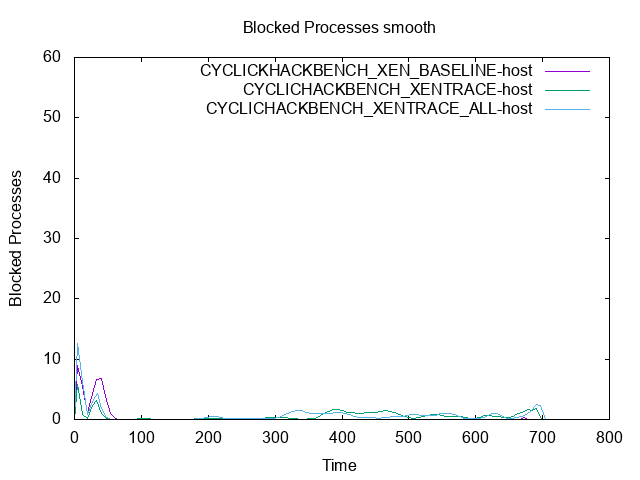 Blocked Processes smooth
CYCLICKHACKBENCH_XEN_BASELINE-host
CYCLICHACKBENCH_XENTRACE-host
CYCLICHACKBENCH_XENTRACE_ALL-host
60
50
40
30
20
10
0
Blocked Processes
0 100 200 300 400 500 600 700 800
Time